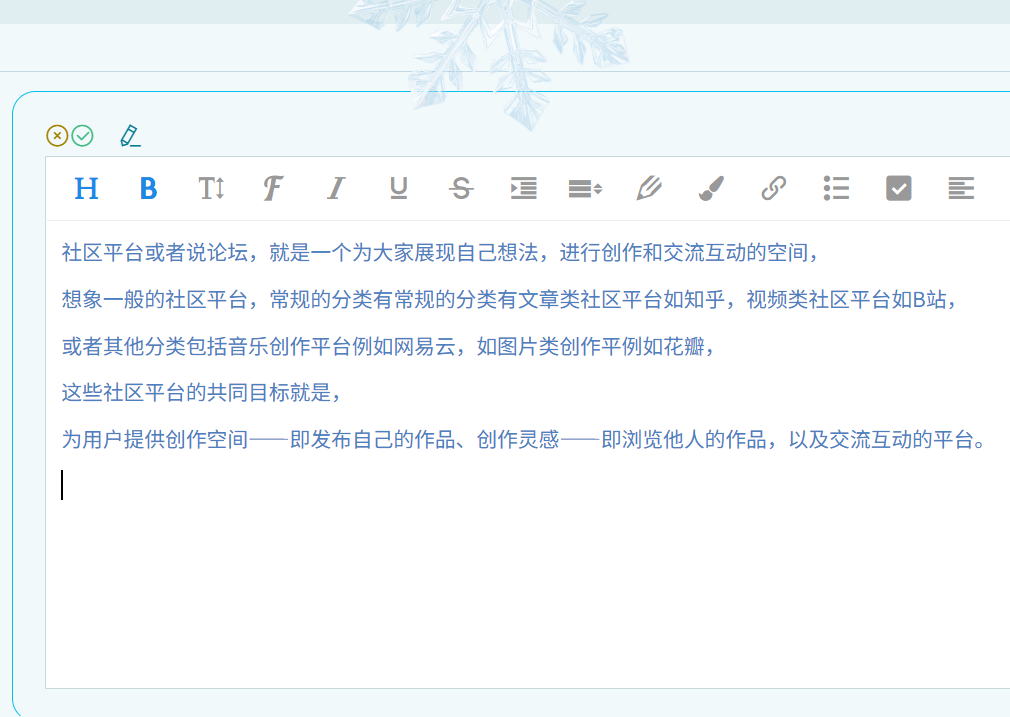 H B T F I U S
社区平台或者说论坛，就是一个为大家展现自己想法，进行创作和交流互动的空间，
想象一般的社区平台，常规的分类有常规的分类有文章类社区平台如知乎，视频类社区平台如B站，
或者其他分类包括音乐创作平台例如网易云，如图片类创作平例如花瓣，
这些社区平台的共同目标就是，
为用户提供创作空间——即发布自己的作品、创作灵感——即浏览他人的作品，以及交流互动的平台。